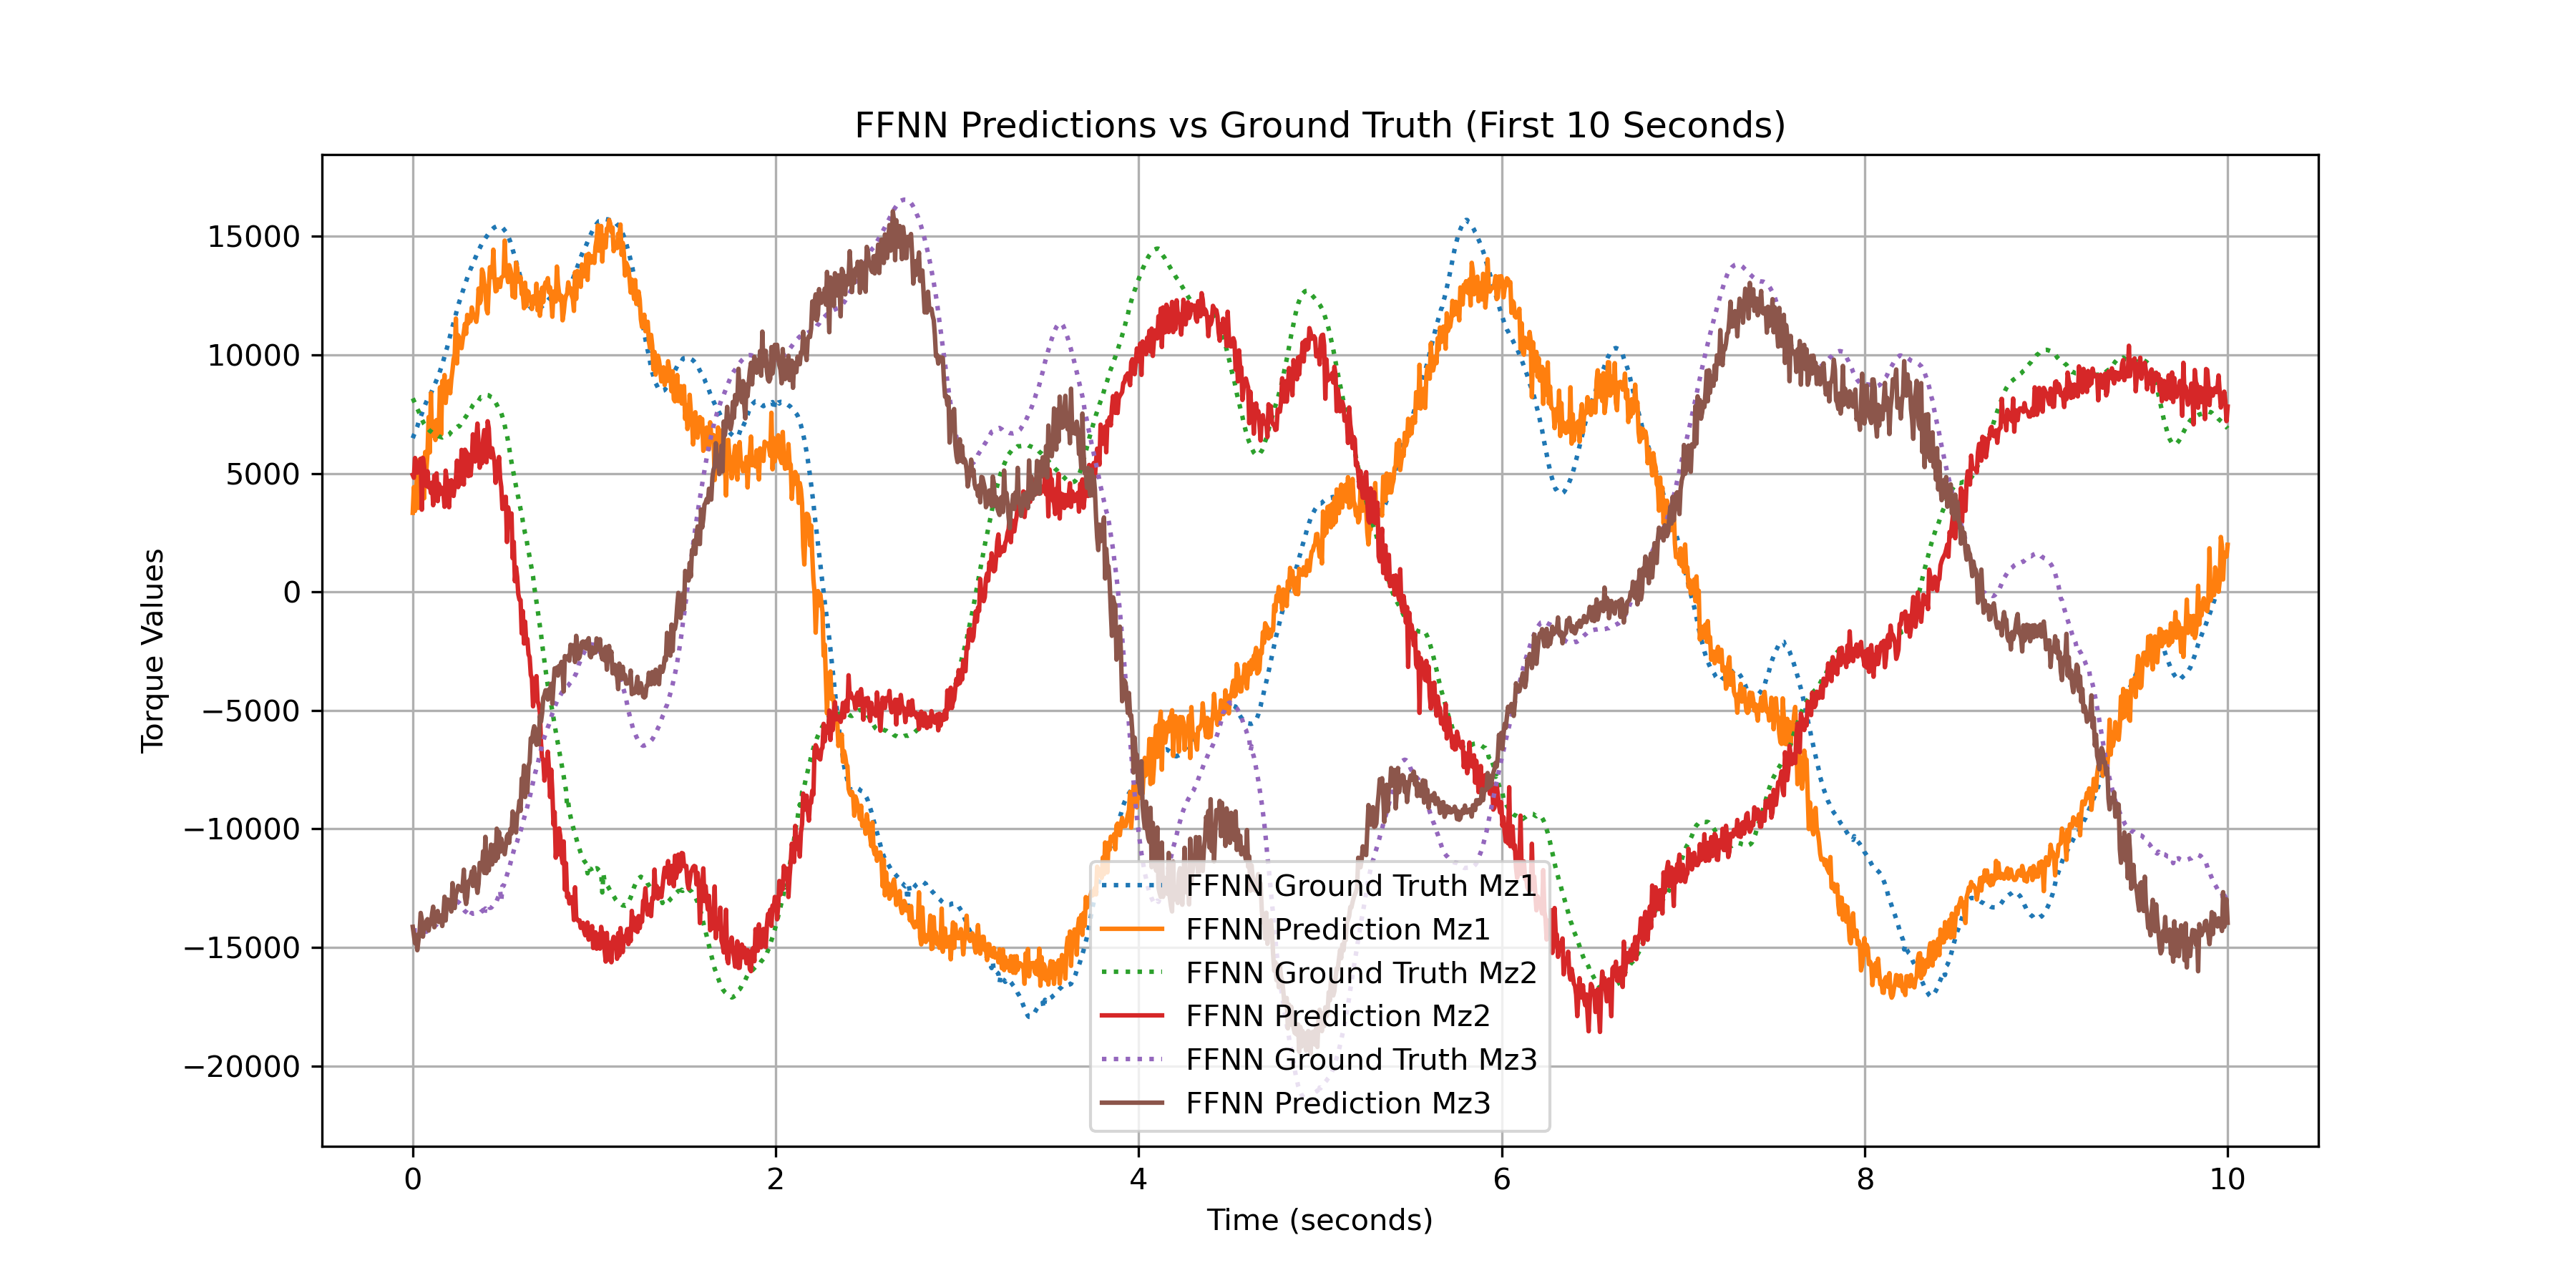 FFNN Predictions vs Ground Truth (First 10 Seconds)
Torque Values
15000
10000
5000
0
−5000
−10000
−15000
−20000
FFNN Ground Truth Mz1
FFNN Prediction Mz1
FFNN Ground Truth Mz2
FFNN Prediction Mz2
FFNN Ground Truth Mz3
FFNN Prediction Mz3
0 2 4 6 8 10
Time (seconds)